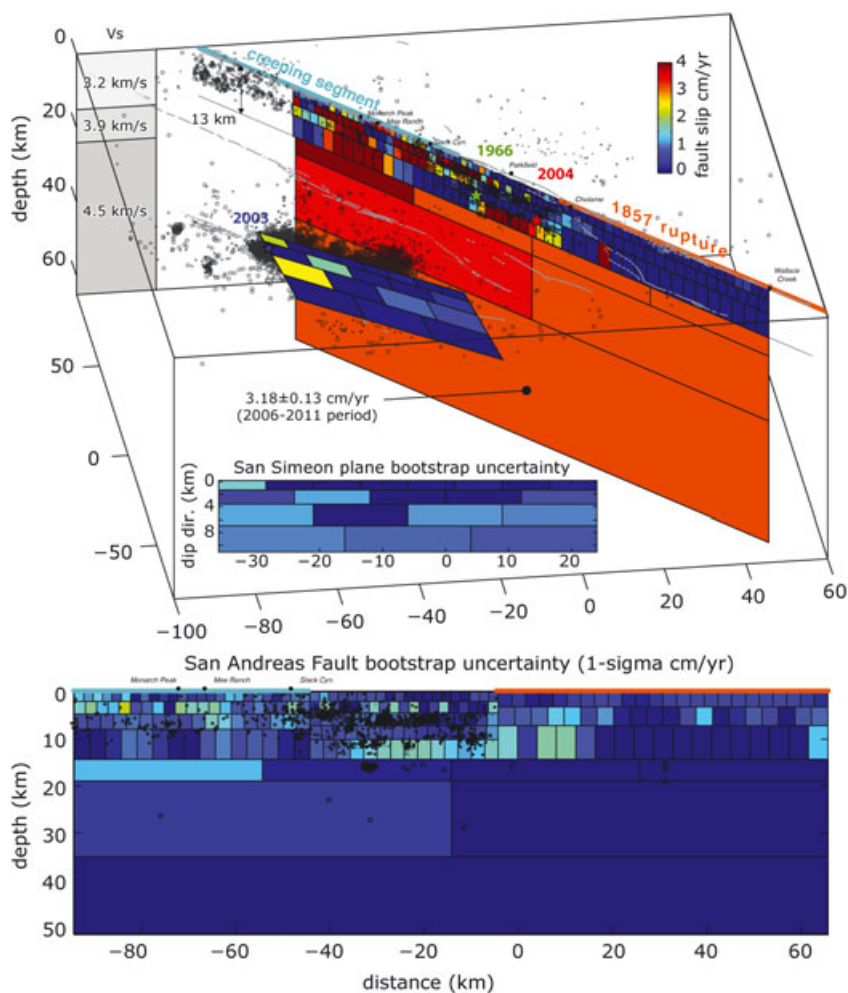 Vs
0
3.2 km/s
20
3.9 km/s
13 km
40
4.5 km/s
60
depth (km)
creeping segment
Monarch Peak
Mee Ranch
Slack Cyn.
1966
Parkfield
2004
Cholame
1857 rupture
Wallace
Creek
2003
4
3
2
1
0
fault slip cm/yr
50
0
−50
3.18±0.13 cm/yr
(2006-2011 period)
San Simeon plane bootstrap uncertainty
dip dir. (km)
0
4
8
−30 −20 −10 0 10 20
−100 −80 −60 −40 −20 0 20 40 60
San Andreas Fault bootstrap uncertainty (1-sigma cm/yr)
Monarch Peak Mee Ranch Slack Cyn.
0
10
20
30
40
50
depth (km)
−80 −60 −40 −20 0 20 40 60
distance (km)